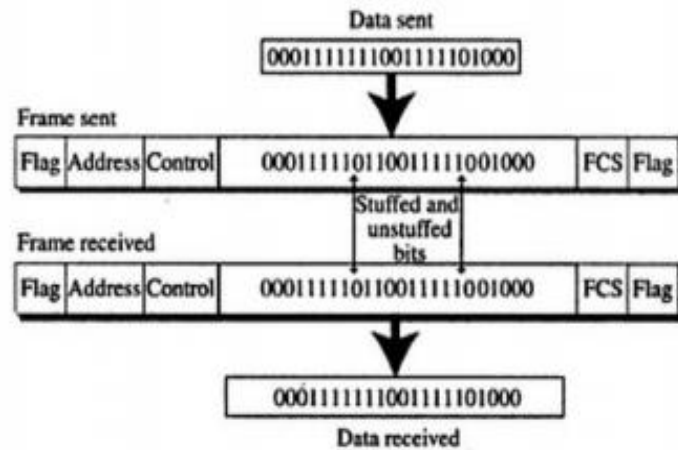 Data sent
0001111111001111101000
Frame sent
Flag Address Control 000111110110011111001000 FCS Flag
Stuffed and
unstuffed
bits
Frame received
Flag Address Control 000111110110011111001000 FCS Flag
0001111111001111101000
Data received